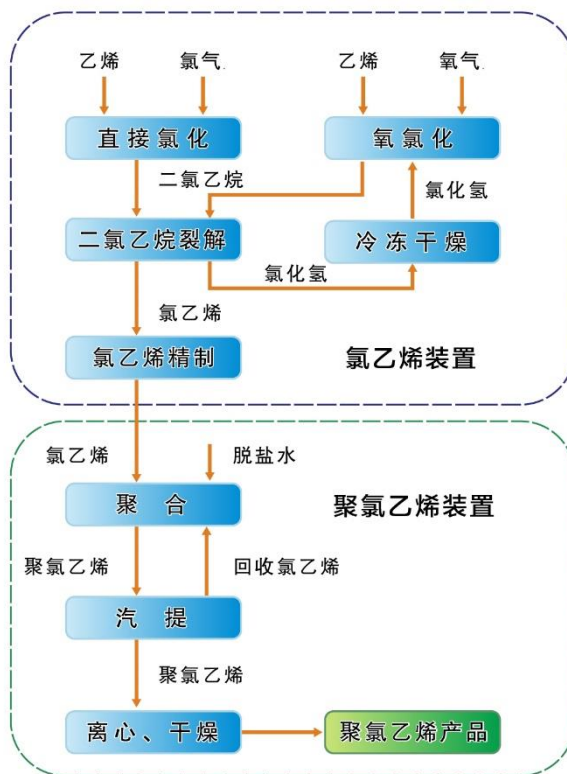 乙烯
氯气
乙烯
氧气
直接氯化
氧氯化
二氯乙烷
氯化氢
二氯乙烷裂解
冷冻干燥
氯化氢
氯乙烯
氯乙烯精制
氯乙烯装置
氯乙烯
脱盐水
聚合
聚氯乙烯装置
聚氯乙烯
回收氯乙烯
汽提
聚氯乙烯
离心、干燥
聚氯乙烯产品